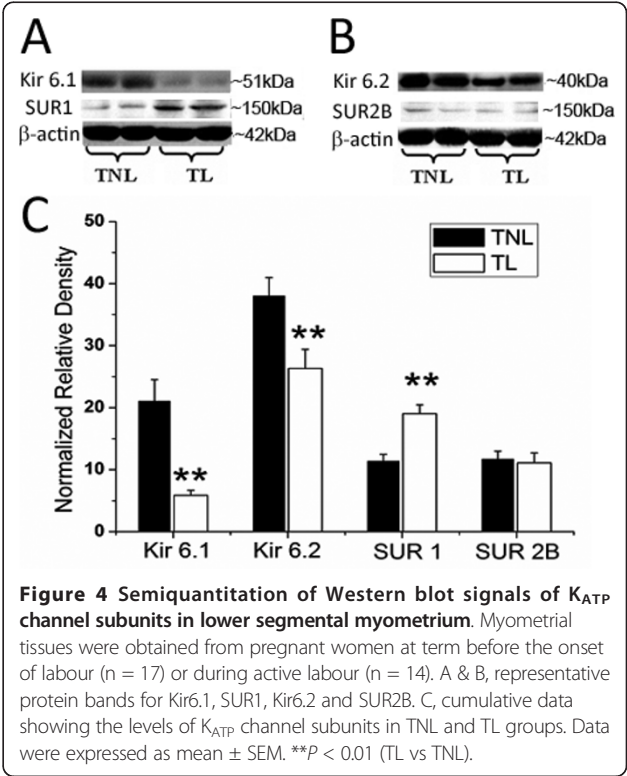 A
Kir 6.1 ~51kDa
SUR1 ~150kDa
β-actin ~42kDa
TNL TL
B
Kir 6.2 ~40kDa
SUR2B ~150kDa
β-actin ~42kDa
TNL TL
C
Normalized Relative Density
50
40
30
20
10
0
TNL
TL
**
**
**
Kir 6.1 Kir 6.2 SUR 1 SUR 2B
Figure 4 Semiquantitation of Western blot signals of KATP
channel subunits in lower segmental myometrium. Myometrial
tissues were obtained from pregnant women at term before the onset
of labour (n = 17) or during active labour (n = 14). A & B, representative
protein bands for Kir6.1, SUR1, Kir6.2 and SUR2B. C, cumulative data
showing the levels of KATP channel subunits in TNL and TL groups. Data
were expressed as mean ± SEM. **P < 0.01 (TL vs TNL).